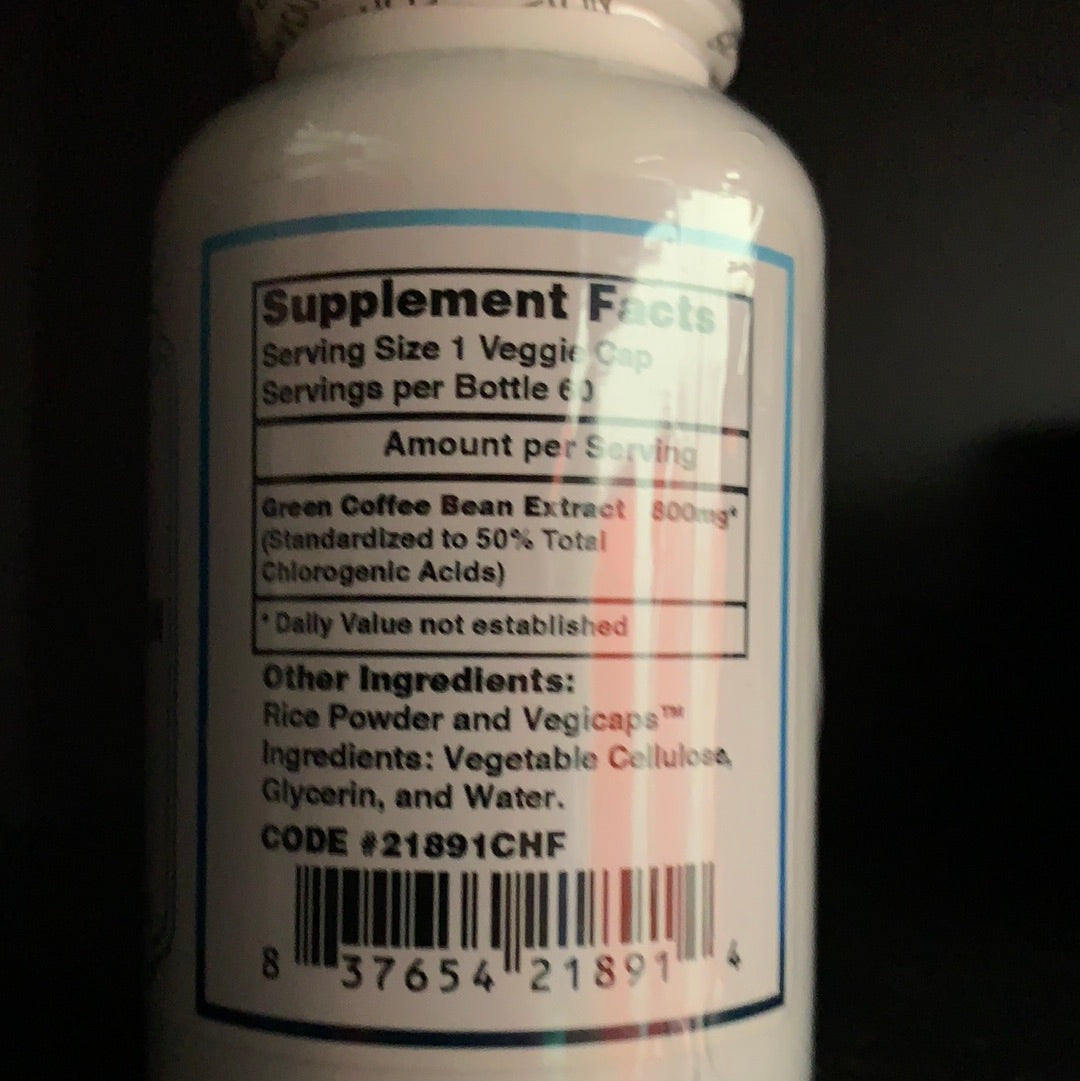 Supplement Facts
Serving Size 1 Veggie Cap
Servings per Bottle 60
Amount per Serving
Green Coffee Bean Extract 800mg*
(Standardized to 50% Total
Chlorogenic Acids)
* Daily Value not established
Other Ingredients:
Rice Powder and Vegicaps™
Ingredients: Vegetable Cellulose,
Glycerin, and Water.
CODE #21891CHF
8 37654 21891 4